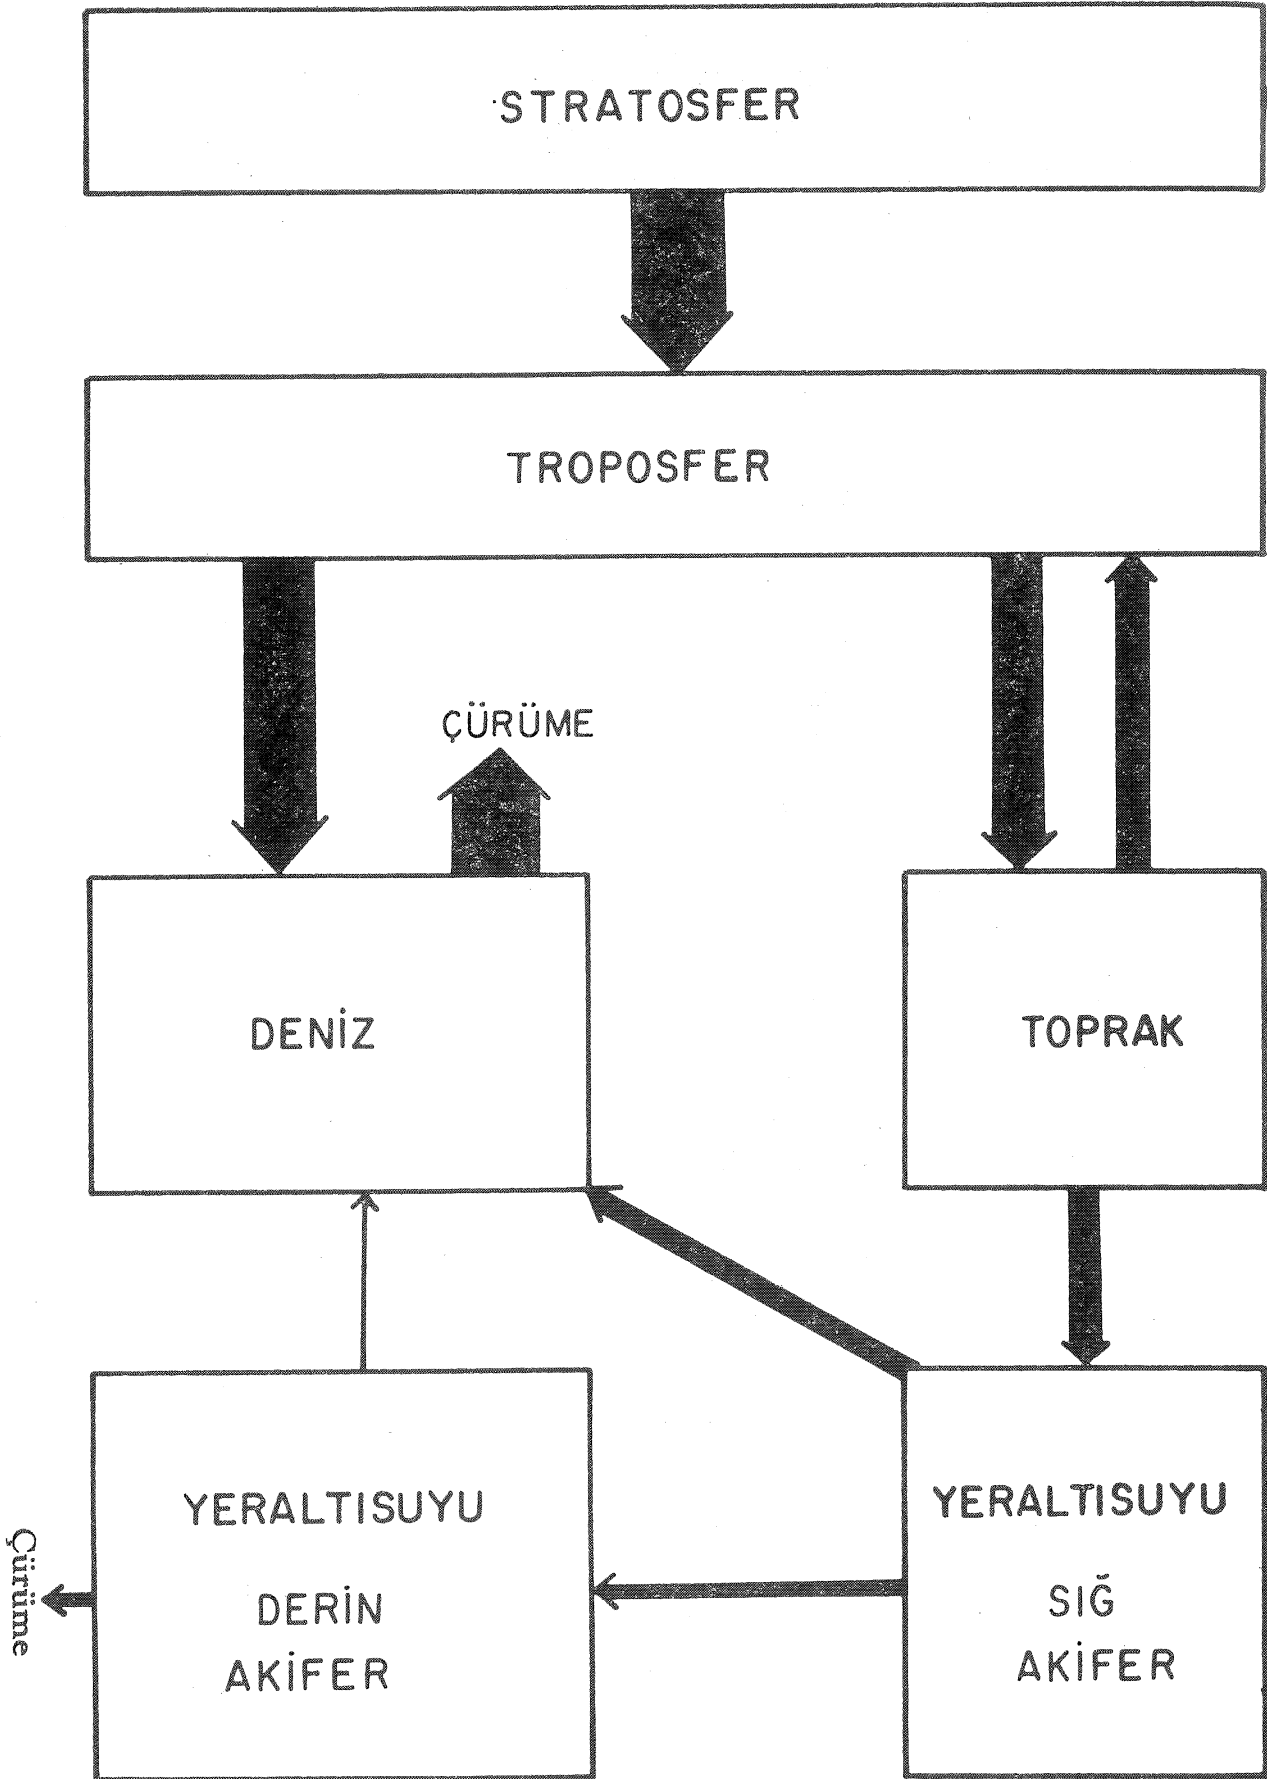 STRATOSFER
TROPOSFER
ÇÜRÜME
DENİZ
TOPRAK
YERALTISUYU
DERİN
AKİFER
YERALTISUYU
SIĞ
AKİFER
Çürüme